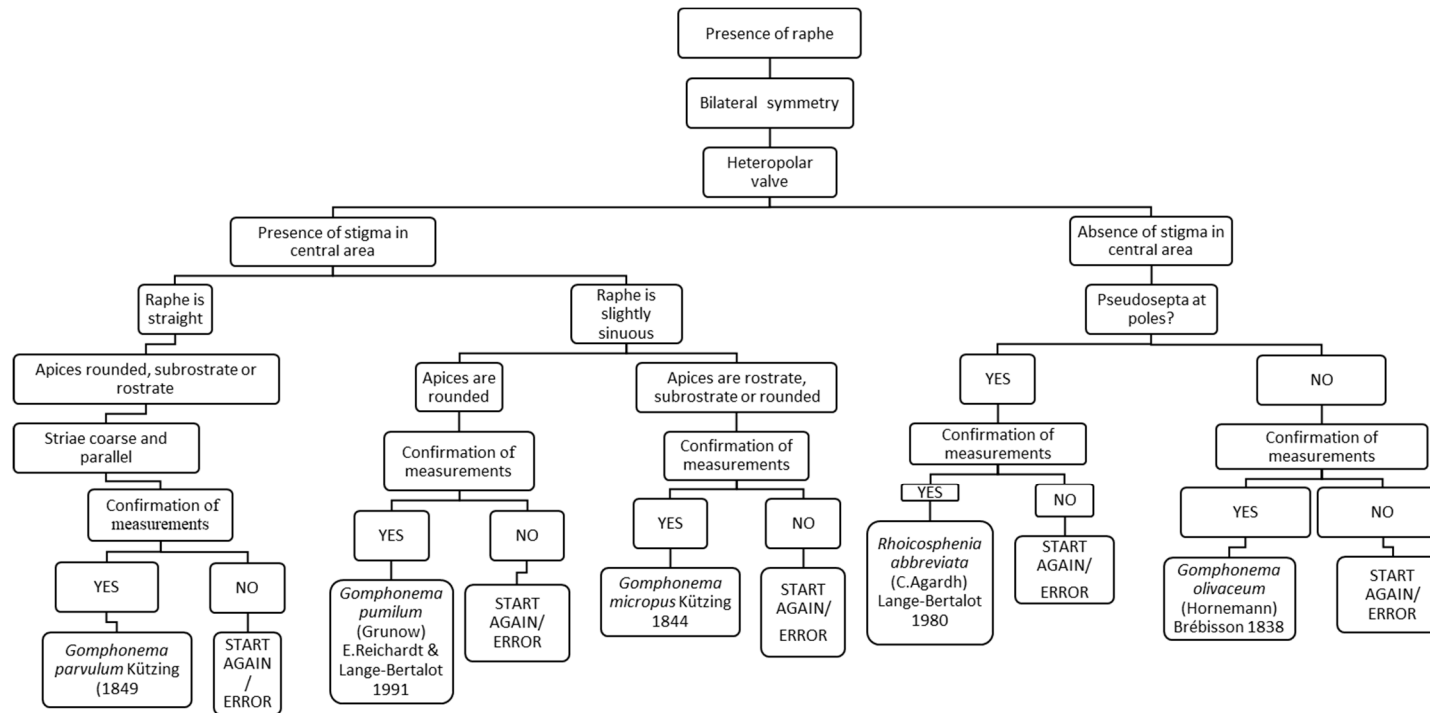 Presence of raphe
Bilateral symmetry
Heteropolar
valve
Presence of stigma in
central area
Absence of stigma in
central area
Raphe is
straight
Raphe is
slightly
sinuous
Pseudosepta at
poles?
Apices rounded, subrostrate or
rostrate
Apices are
rounded
Apices are rostrate,
subrostrate or rounded
YES
NO
Striae coarse and
parallel
Confirmation of
measurements
Confirmation of
measurements
Confirmation of
measurements
Confirmation of
measurements
Confirmation of
measurements
YES
NO
YES
NO
YES
NO
YES
NO
YES
NO
Gomphonema
parvulum Kützing
(1849
START
AGAIN
/
ERROR
Gomphonema
pumilum
(Grunow)
E.Reichardt &
Lange-Bertalot
1991
START
AGAIN/
ERROR
Gomphonema
micropus Kützing
1844
START
AGAIN/
ERROR
Rhoicosphenia
abbreviata
(C.Agardh)
Lange-Bertalot
1980
START
AGAIN/
ERROR
Gomphonema
olivaceum
(Hornemann)
Brébisson 1838
START
AGAIN/
ERROR